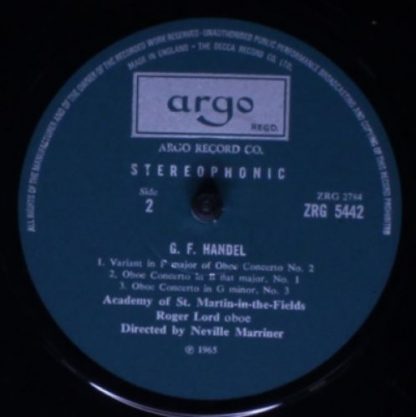 ALL RIGHTS OF THE MANUFACTURER AND OF THE OWNER OF THE RECORDED WORK RESERVED · UNAUTHORISED PUBLIC PERFORMANCE BROADCASTING AND COPYING OF THIS RECORD PROHIBITED
MADE IN ENGLAND · THE DECCA RECORD CO. LTD.
argo
REGD.
ARGO RECORD CO.
STEREOPHONIC
Side
2
ZRG 2784
ZRG 5442
G. F. HANDEL
1. Variant in F major of Oboe Concerto No. 2
2. Oboe Concerto in B flat major, No. 1
3. Oboe Concerto in G minor, No. 3
Academy of St. Martin-in-the-Fields
Roger Lord oboe
Directed by Neville Marriner
℗ 1965